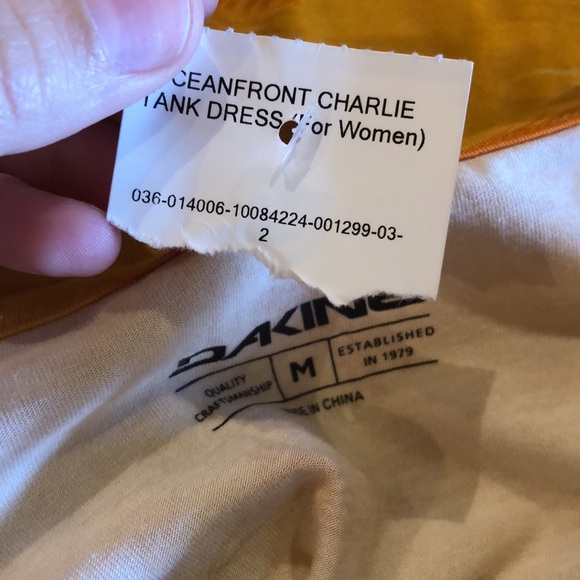 CEANFRONT CHARLIE
TANK DRESS (For Women)
036-014006-10084224-001299-03-
2
DAKINE
QUALITY CRAFTSMANSHIP
M
ESTABLISHED IN 1979
DE IN CHINA